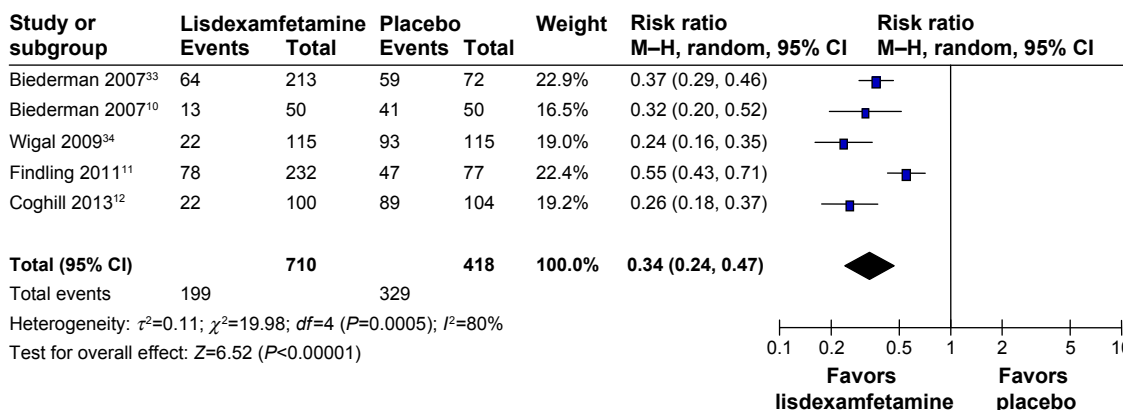 Study or Lisdexamfetamine Placebo Weight Risk ratio Risk ratio
subgroup Events Total Events Total M–H, random, 95% CI M–H, random, 95% CI
Biederman 2007³³ 64 213 59 72 22.9% 0.37 (0.29, 0.46)
Biederman 2007¹⁰ 13 50 41 50 16.5% 0.32 (0.20, 0.52)
Wigal 2009³⁴ 22 115 93 115 19.0% 0.24 (0.16, 0.35)
Findling 2011¹¹ 78 232 47 77 22.4% 0.55 (0.43, 0.71)
Coghill 2013¹² 22 100 89 104 19.2% 0.26 (0.18, 0.37)
Total (95% CI) 710 418 100.0% 0.34 (0.24, 0.47)
Total events 199 329
Heterogeneity: τ²=0.11; χ²=19.98; df=4 (P=0.0005); I²=80%
Test for overall effect: Z=6.52 (P<0.00001)
0.1 0.2 0.5 1 2 5 10
Favors Favors
lisdexamfetamine placebo